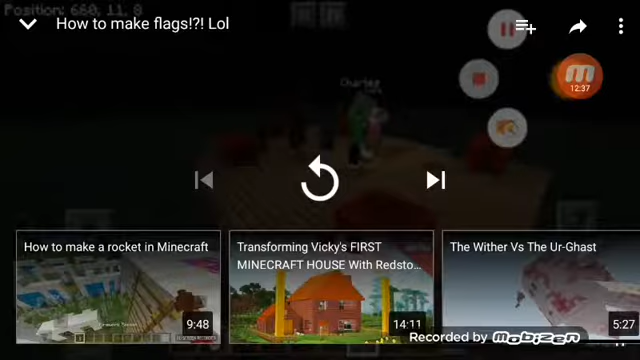 Position: 660, 11, 8
How to make flags!?! Lol
12:37
Charles
How to make a rocket in Minecraft
Transforming Vicky's FIRST
MINECRAFT HOUSE With Redsto...
The Wither Vs The Ur-Ghast
9:48
14:11
5:27
Recorded by Mobizen